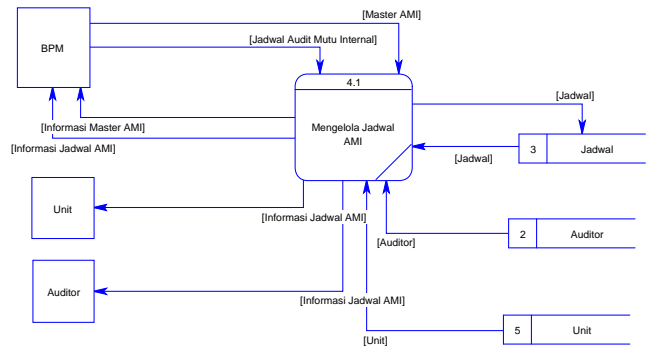 [Master AMI]
BPM
[Jadwal Audit Mutu Internal]
4.1
[Jadwal]
[Informasi Master AMI]
Mengelola Jadwal
AMI
[Informasi Jadwal AMI]
3
Jadwal
[Jadwal]
Unit
[Informasi Jadwal AMI]
2
Auditor
[Auditor]
Auditor
[Informasi Jadwal AMI]
5
Unit
[Unit]